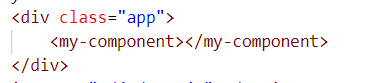 <div class="app">
    <my-component></my-component>
</div>